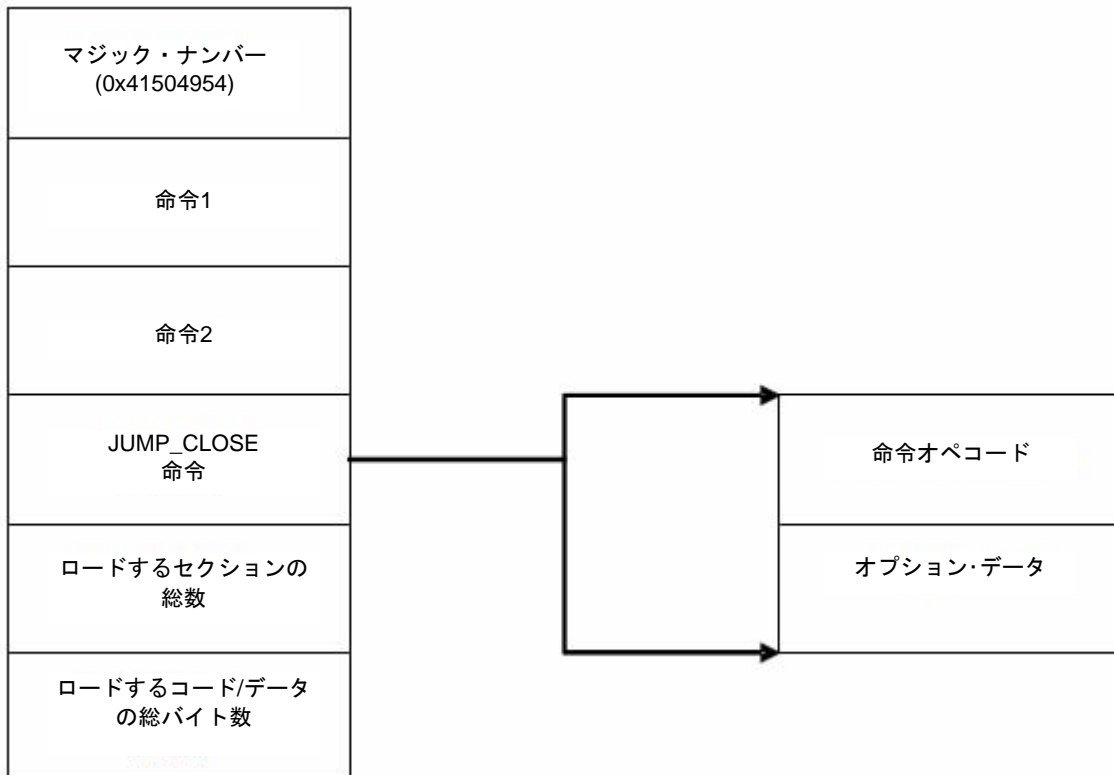 マジック・ナンバー
(0x41504954)
命令1
命令2
JUMP_CLOSE
命令
ロードするセクションの
総数
ロードするコード/データ
の総バイト数
命令オペコード
オプション・データ